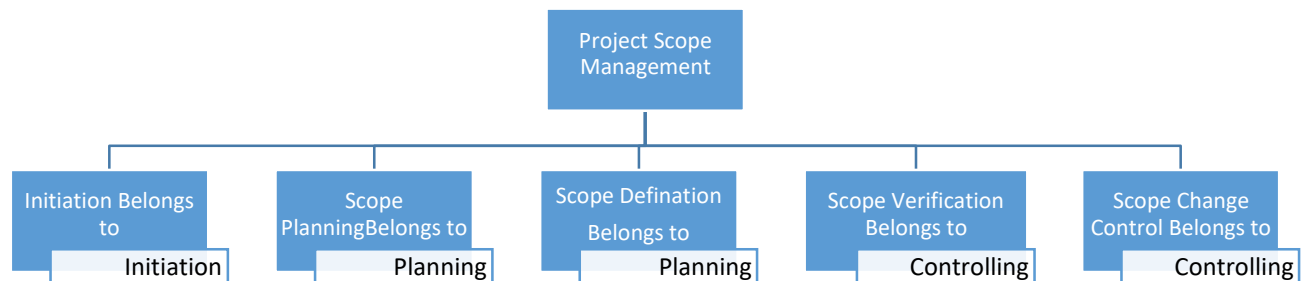 Project Scope
Management
Initiation Belongs
to
Initiation
Scope
PlanningBelongs to
Planning
Scope Defination
Belongs to
Planning
Scope Verification
Belongs to
Controlling
Scope Change
Control Belongs to
Controlling